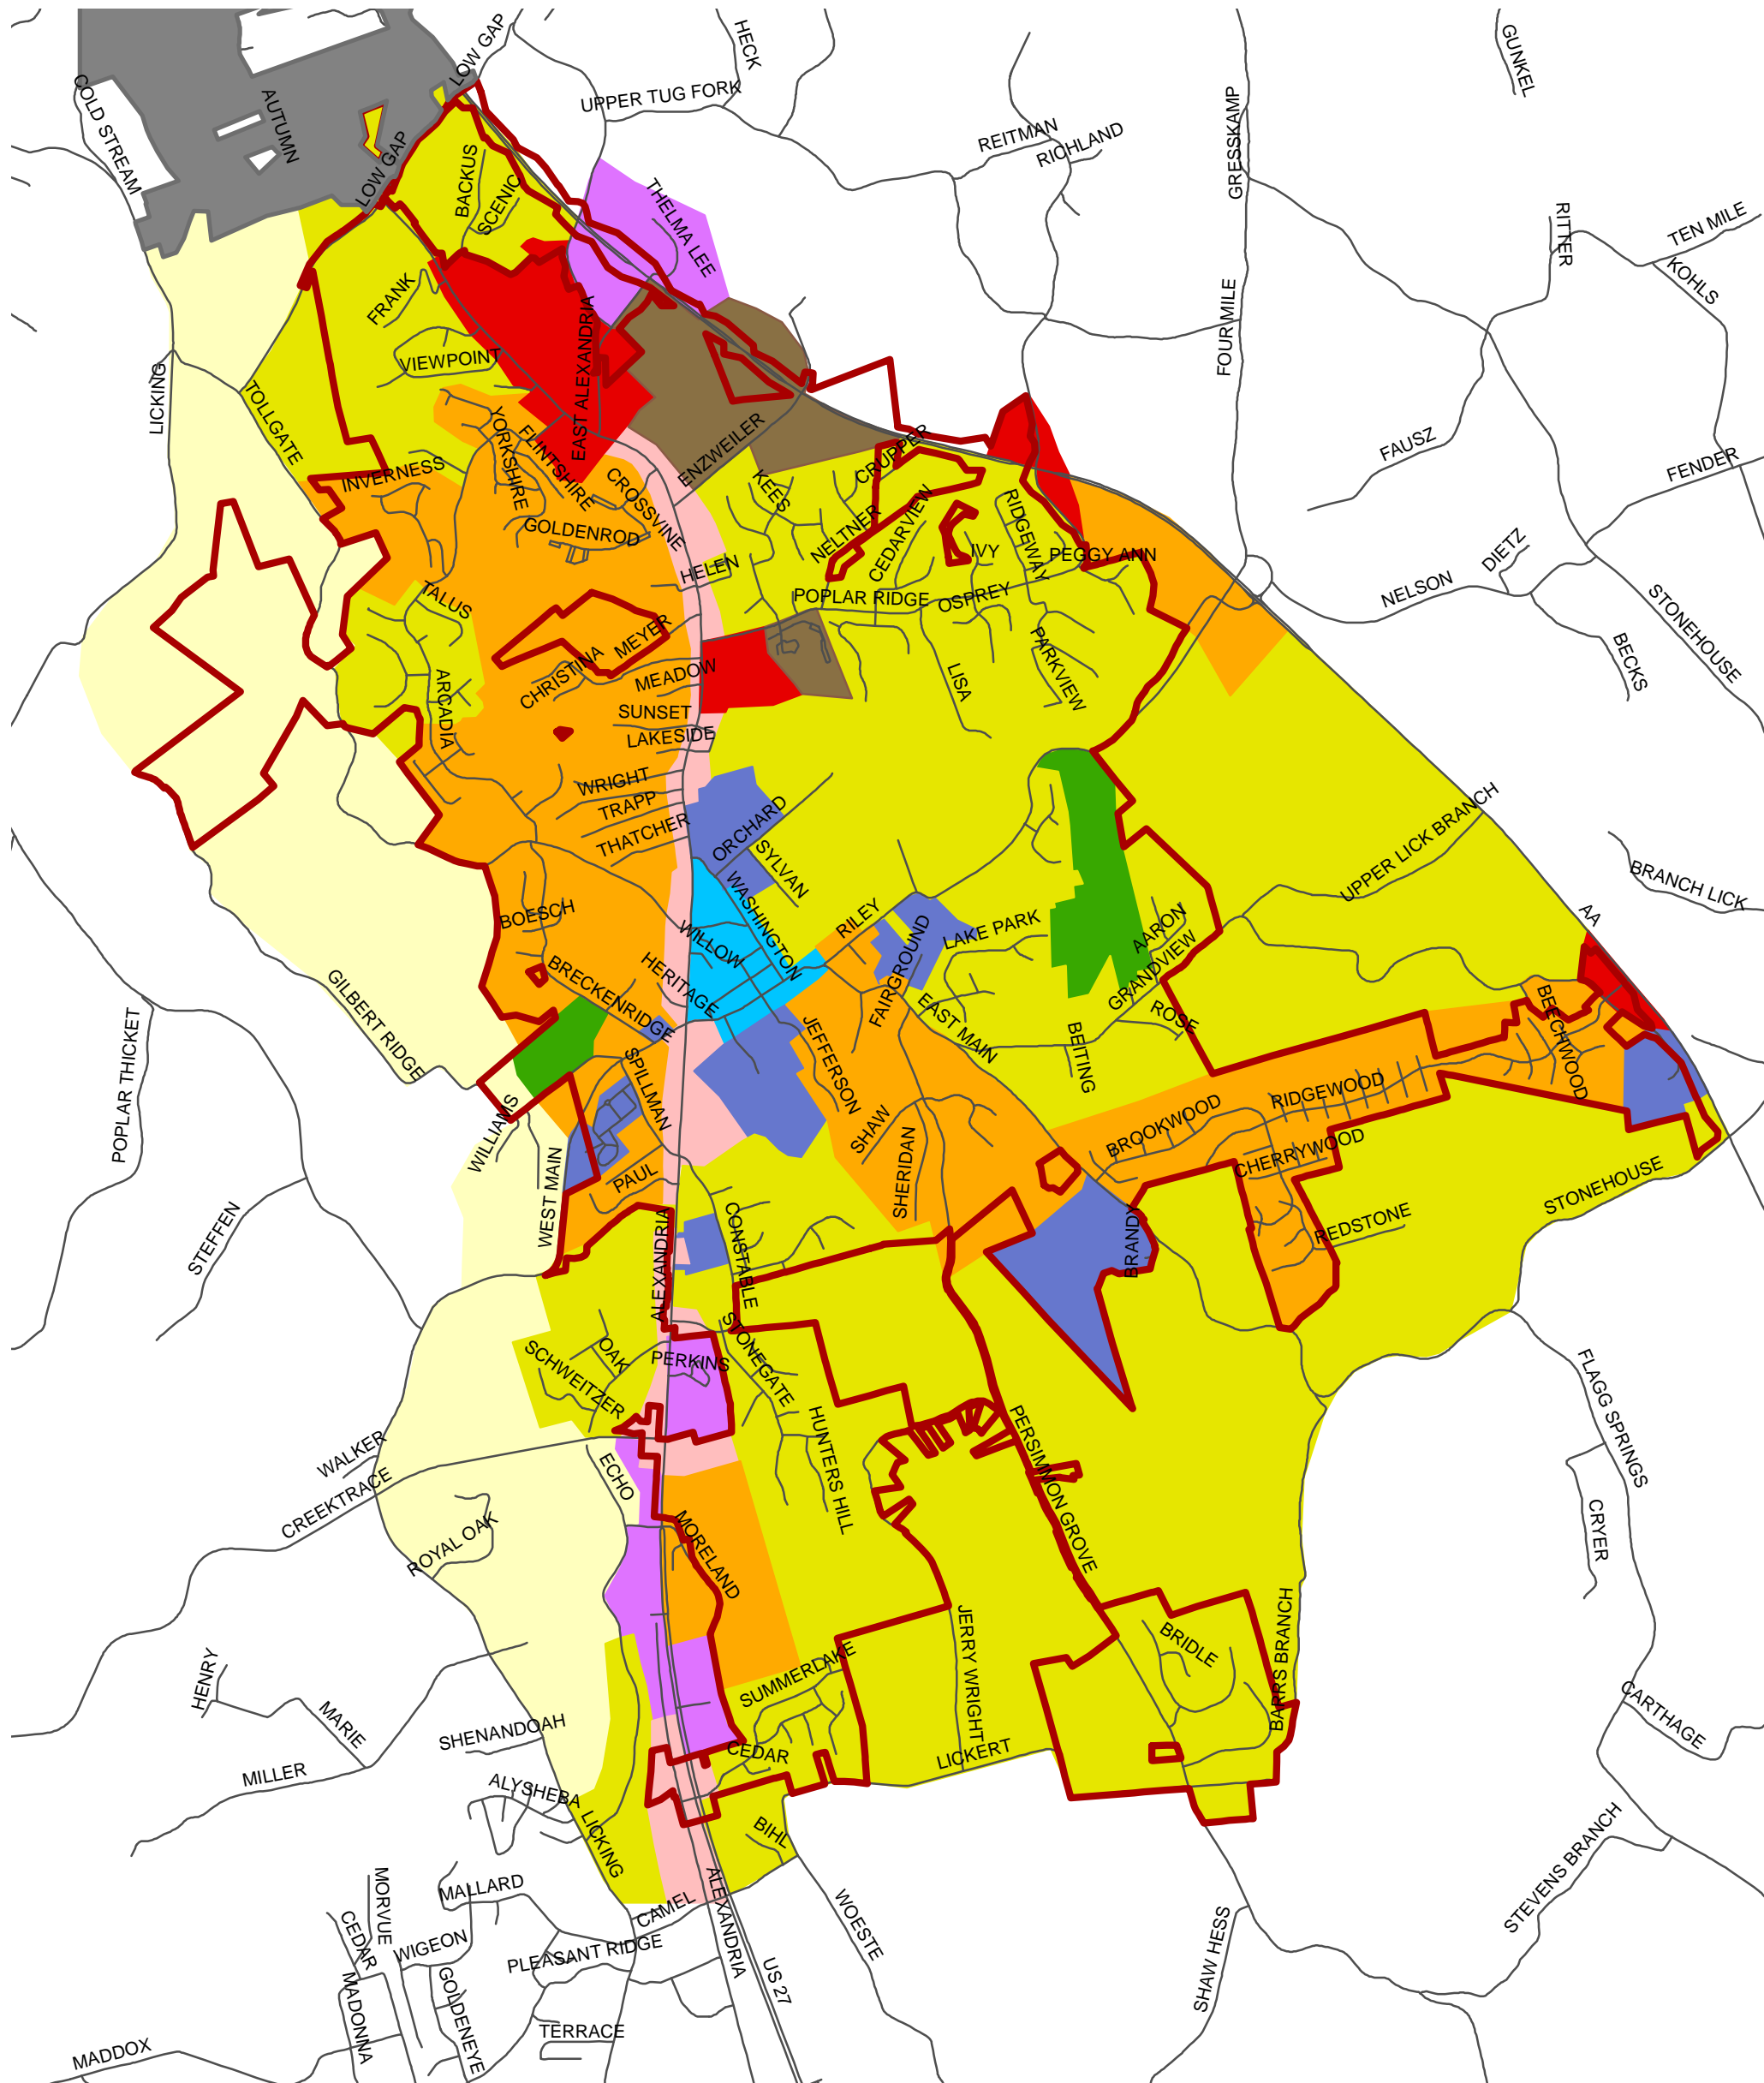 LOW GAP
HECK
GUNKEL
COLD STREAM
AUTUMN
UPPER TUG FORK
LOW GAP
BACKUS
SCENIC
REITMAN
RICHLAND
GRESSKAMP
THELMA LEE
RITTER
TEN MILE
KOHLS
FRANK
VIEWPOINT
EAST ALEXANDRIA
FOUR MILE
LICKING
TOLLGATE
YORKSHIRE
FLINTSHIRE
INVERNESS
CROSSVINE
GOLDENROD
ENZWEILER
KEES
CRUPPER
NELTNER
CEDARVIEW
RIDGEWAY
IVY
PEGGY ANN
FAUSZ
FENDER
HELEN
POPLAR RIDGE
OSPREY
NELSON
DIETZ
STONEHOUSE
BECKS
TALUS
ARCADIA
CHRISTINA
MEYER
MEADOW
SUNSET
LAKESIDE
LISA
PARKVIEW
WRIGHT
TRAPP
THATCHER
ORCHARD
SYLVAN
UPPER LICK BRANCH
BRANCH LICK
AA
BOESCH
WASHINGTON
WILLOW
RILEY
FAIRGROUND
LAKE PARK
AARON
GRANDVIEW
ROSE
BRECKENRIDGE
HERITAGE
GILBERT RIDGE
POPLAR THICKET
EAST MAIN
BEITING
BEECHWOOD
JEFFERSON
SPILLMAN
SHAW
SHERIDAN
BROOKWOOD
RIDGEWOOD
CHERRYWOOD
WILLIAMS
WEST MAIN
PAUL
STEFFEN
ALEXANDRIA
CONSTABLE
BRANDY
REDSTONE
STONEHOUSE
SCHWEITZER
OAK
PERKINS
STONEGATE
HUNTERS HILL
PERSIMMON GROVE
FLAGG SPRINGS
WALKER
CREEKTRACE
ECHO
ROYAL OAK
MORELAND
CRYER
HENRY
MARIE
SHENANDOAH
MILLER
ALYSHEBA
LICKING
SUMMERLAKE
CEDAR
JERRY WRIGHT
LICKERT
BRIDLE
BARRS BRANCH
CARTHAGE
BIHL
MORVUE
MALLARD
CEDAR
WIGEON
CAMEL
PLEASANT RIDGE
ALEXANDRIA
US 27
WOESTE
SHAW HESS
STEVENS BRANCH
MADONNA
GOLDENEYE
TERRACE
MADDOX